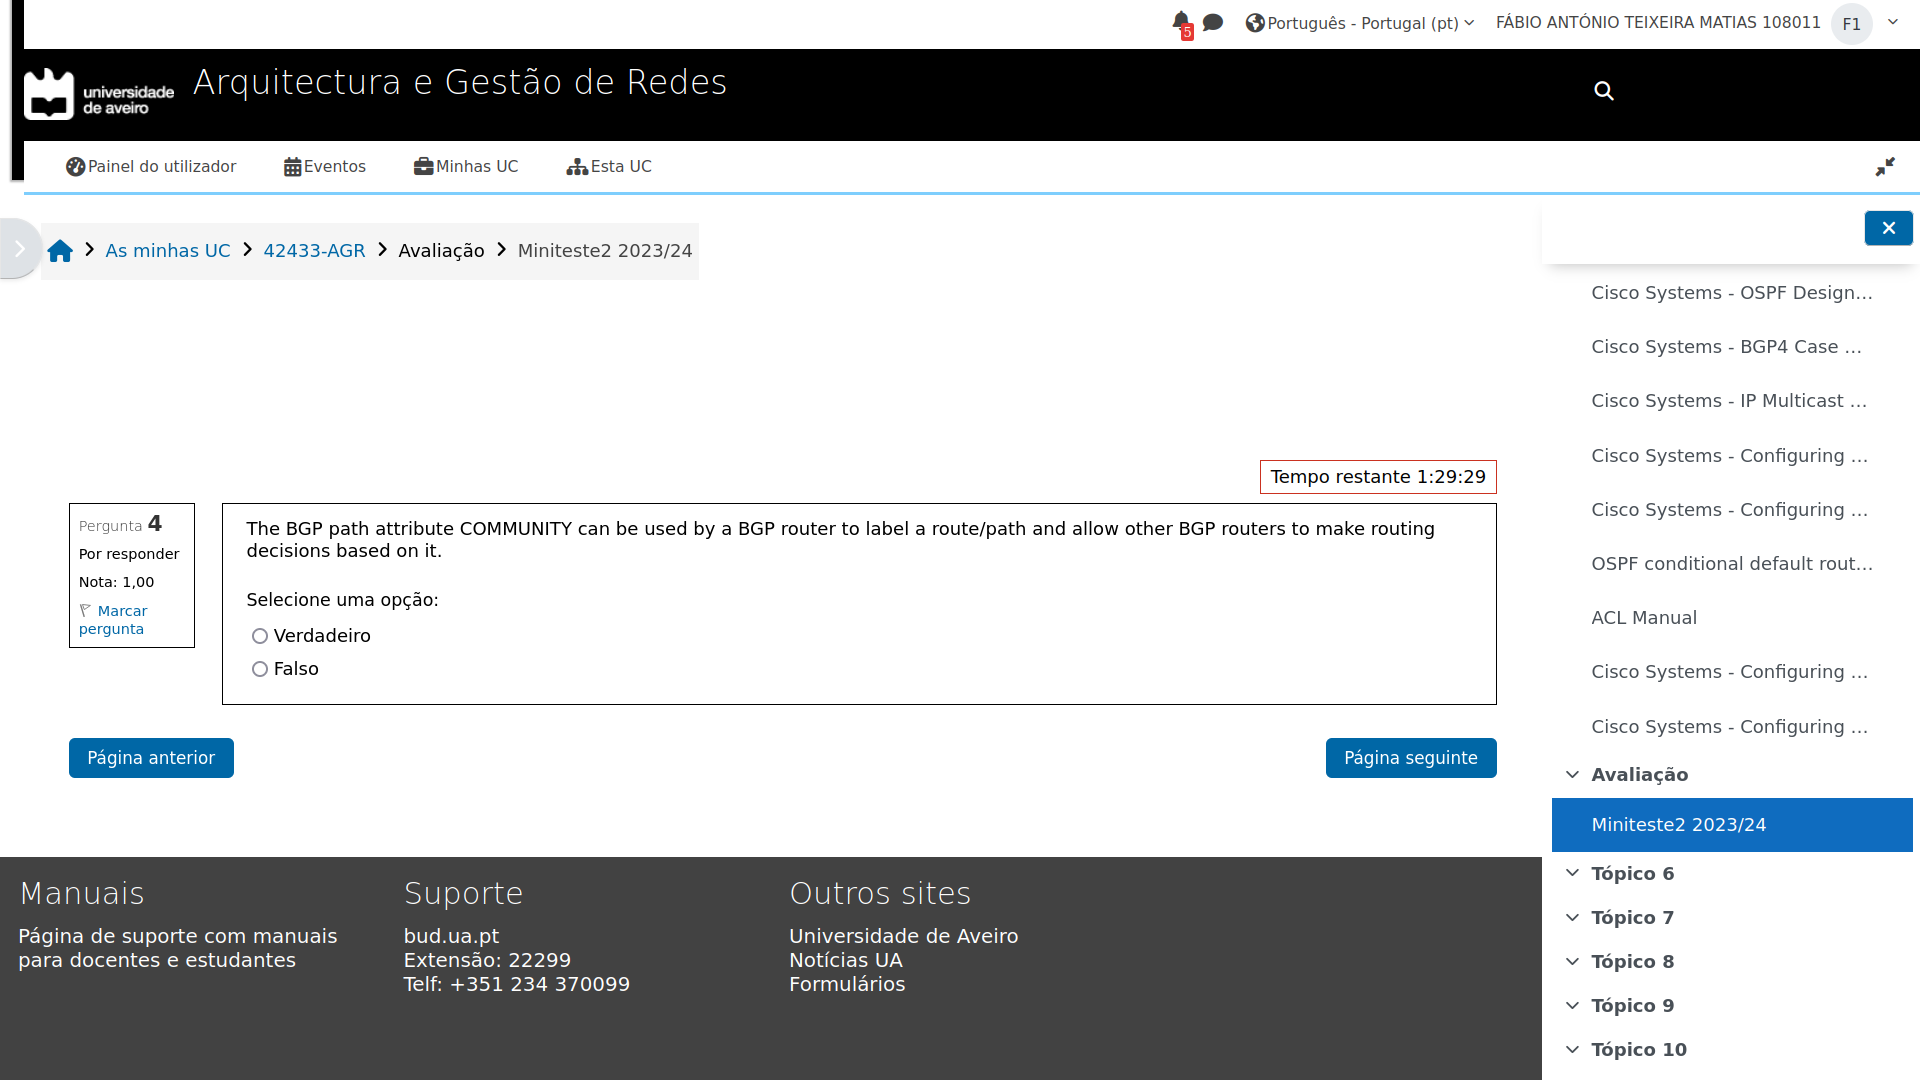 5
Português - Portugal (pt)
FÁBIO ANTÓNIO TEIXEIRA MATIAS 108011
F1
universidade
de aveiro
Arquitectura e Gestão de Redes
Painel do utilizador
Eventos
Minhas UC
Esta UC
As minhas UC
42433-AGR
Avaliação
Miniteste2 2023/24
Tempo restante 1:29:29
Pergunta 4
Por responder
Nota: 1,00
Marcar
pergunta
The BGP path attribute COMMUNITY can be used by a BGP router to label a route/path and allow other BGP routers to make routing
decisions based on it.
Selecione uma opção:
Verdadeiro
Falso
Página anterior
Página seguinte
Cisco Systems - OSPF Design...
Cisco Systems - BGP4 Case ...
Cisco Systems - IP Multicast ...
Cisco Systems - Configuring ...
Cisco Systems - Configuring ...
OSPF conditional default rout...
ACL Manual
Cisco Systems - Configuring ...
Cisco Systems - Configuring ...
Avaliação
Miniteste2 2023/24
Tópico 6
Tópico 7
Tópico 8
Tópico 9
Tópico 10
Manuais
Página de suporte com manuais
para docentes e estudantes
Suporte
bud.ua.pt
Extensão: 22299
Telf: +351 234 370099
Outros sites
Universidade de Aveiro
Notícias UA
Formulários